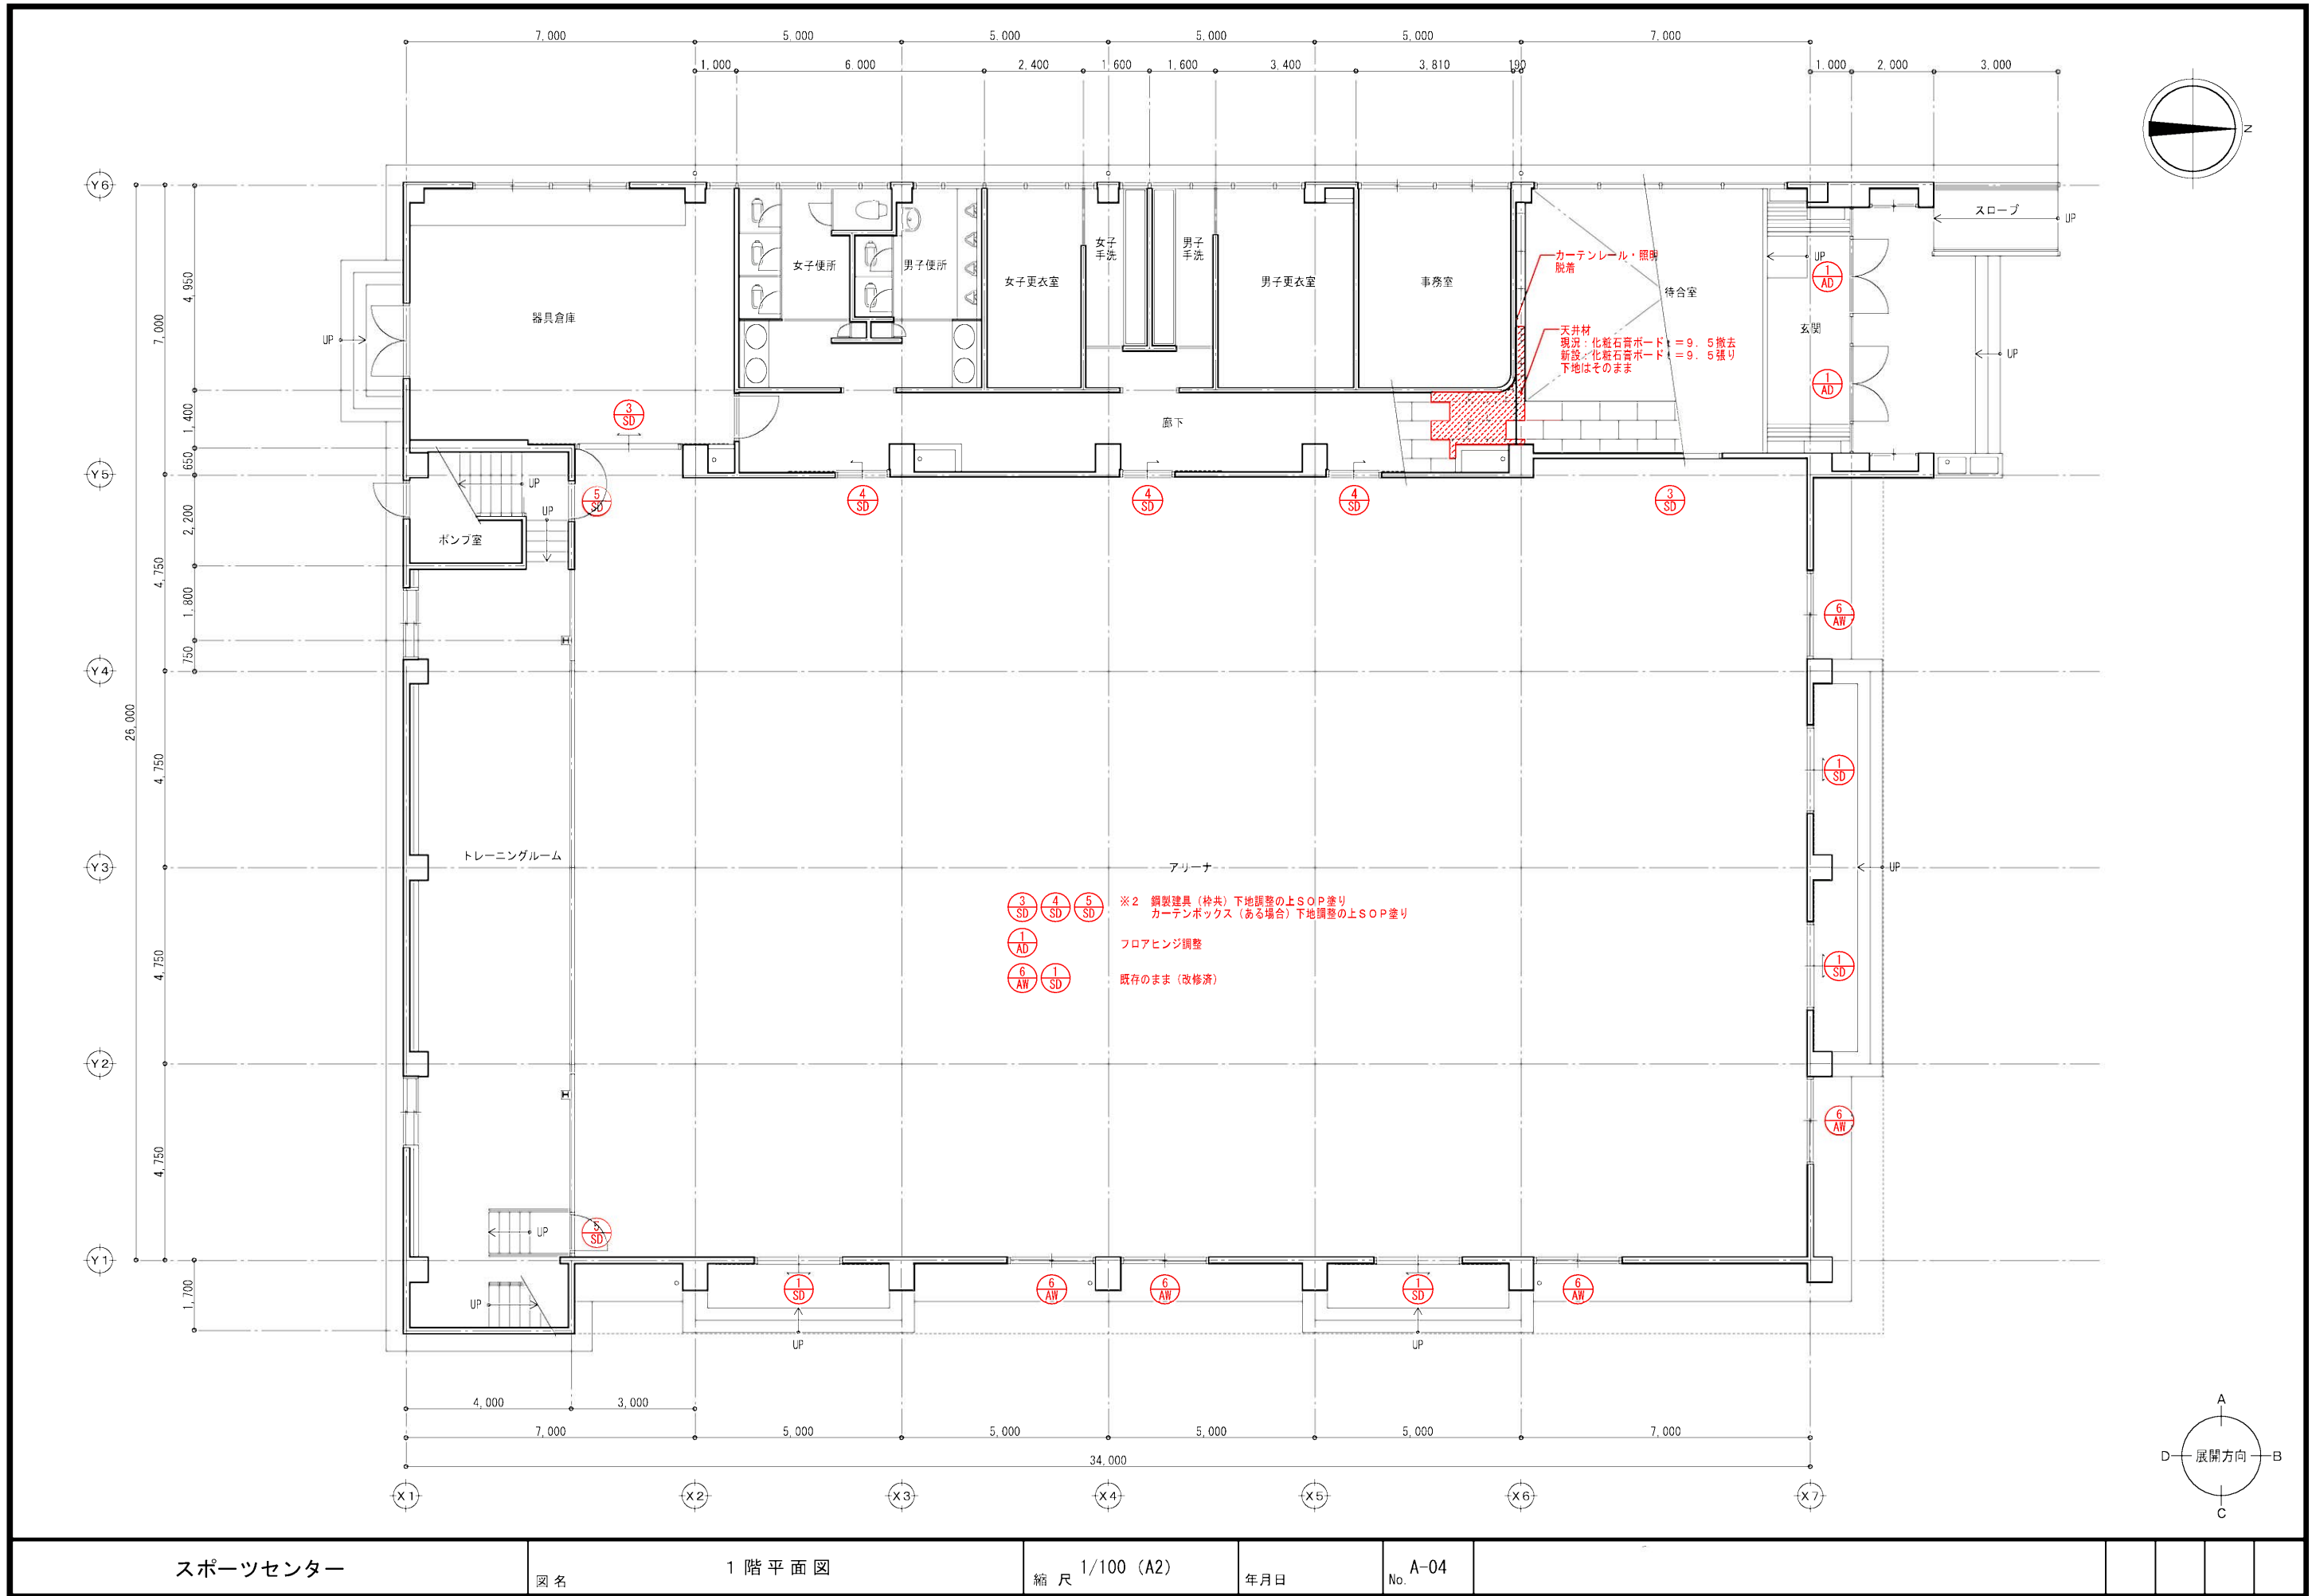 7,000 5,000 5,000 5,000 5,000 7,000
1,000 6,000 2,400 1,600 1,600 3,400 3,810 190 1,000 2,000 3,000
N
Y6
スロープ
UP
女子便所
男子便所
女子更衣室
女子
手洗
男子
手洗
男子更衣室
事務室
カーテンレール・照明
脱着
待合室
UP
1
AD
玄関
器具倉庫
UP
天井材
現況:化粧石膏ボードt=9.5撤去
新設:化粧石膏ボードt=9.5張り
下地はそのまま
UP
1
AD
4,950
7,000
1,400
650
3
SD
廊下
Y5
UP
5
SD
4
SD
4
SD
4
SD
3
SD
UP
ポンプ室
2,200
4,750
1,800
750
6
AW
Y4
26,000
4,750
1
SD
Y3
トレーニングルーム
アリーナ
UP
3
SD
4
SD
5
SD
※2 鋼製建具(枠共)下地調整の上SOP塗り
カーテンボックス(ある場合)下地調整の上SOP塗り
1
AD
フロアヒンジ調整
6
AW
1
SD
既存のまま(改修済)
4,750
1
SD
Y2
6
AW
4,750
UP
5
SD
Y1
1,700
UP
1
SD
6
AW
6
AW
1
SD
6
AW
UP
UP
4,000 3,000
7,000 5,000 5,000 5,000 5,000 7,000
34,000
X1 X2 X3 X4 X5 X6 X7
A
D 展開方向 B
C
スポーツセンター 図名 1階平面図 縮尺 1/100 (A2) 年月日 No. A-04